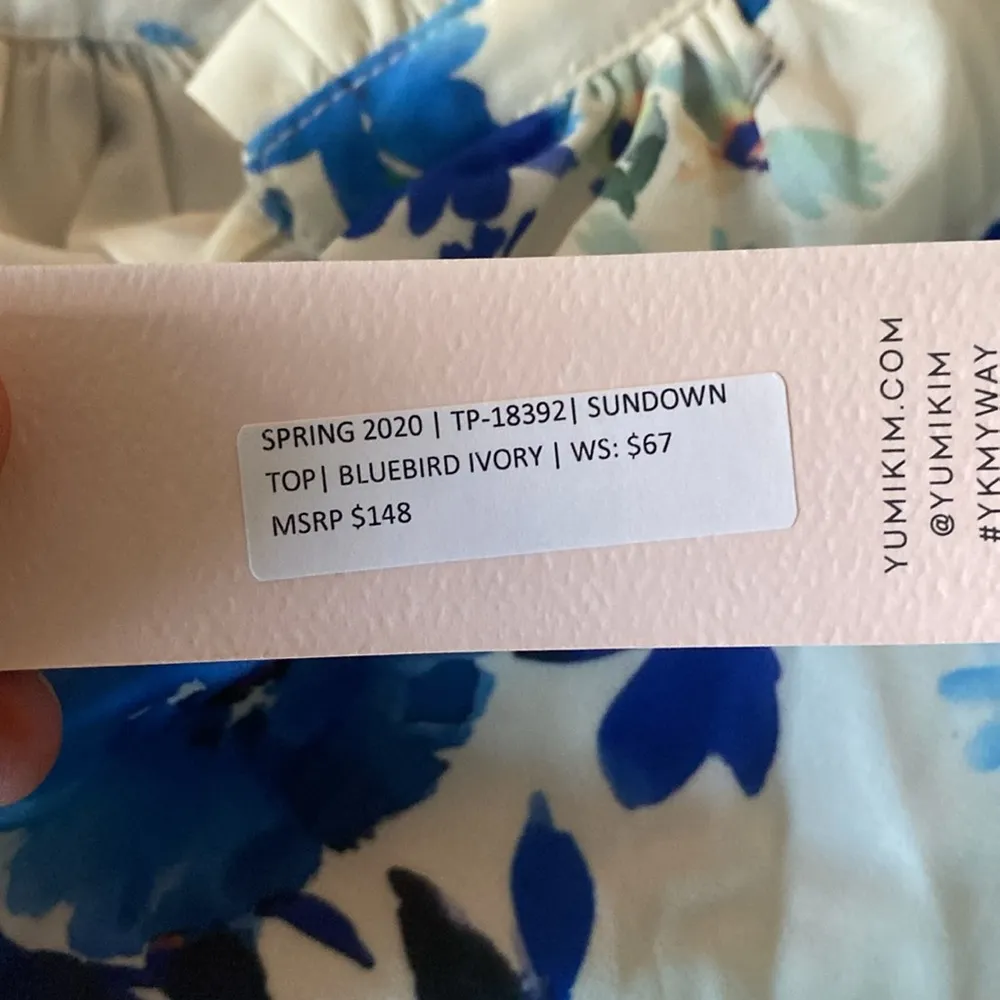 SPRING 2020 | TP-18392| SUNDOWN
TOP| BLUEBIRD IVORY | WS: $67
MSRP $148
YUMIKIM.COM
@YUMIKIM
#YKMYWAY